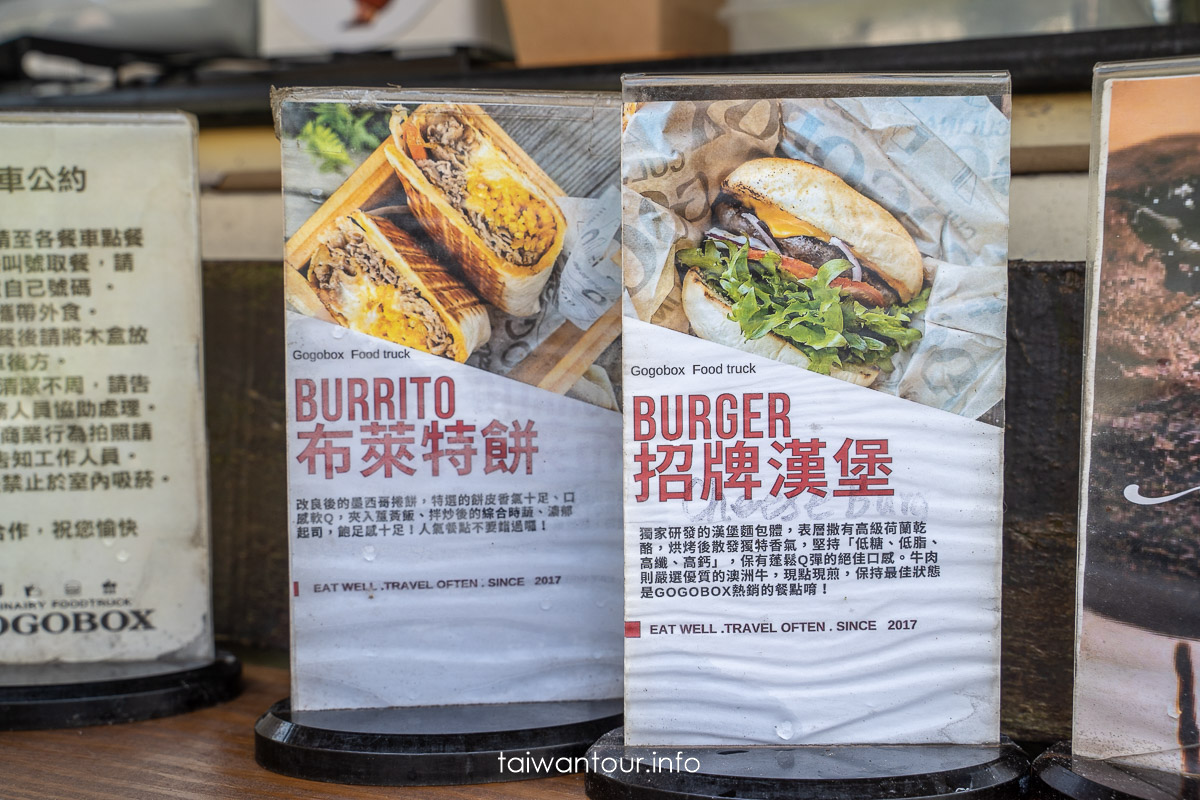 車公約
請至各餐車點餐
叫號取餐，請
自己號碼 。
攜帶外食。
餐後請將木盒放
後方。
清潔不周，請告
人員協助處理。
商業行為拍照請
告知工作人員。
禁止於室內吸菸。
合作，祝您愉快
FOODTRUCK
OGOBOX
Gogobox Food truck
BURRITO
布萊特餅
改良後的墨西哥捲餅，特選的餅皮香氣十足、口
感軟Q，夾入薑黃飯、拌炒後的綜合時蔬、濃郁
起司，飽足感十足！人氣餐點不要錯過囉！
EAT WELL .TRAVEL OFTEN . SINCE 2017
Gogobox Food truck
BURGER
招牌漢堡
Cheese Burg
獨家研發的漢堡麵包體，表層撒有高級荷蘭乾
酪，烘烤後散發獨特香氣，堅持「低糖、低脂、
高纖、高鈣」，保有蓬鬆Q彈的絕佳口感。牛肉
則嚴選優質的澳洲牛，現點現煎，保持最佳狀態
是GOGOBOX熱銷的餐點唷！
EAT WELL .TRAVEL OFTEN . SINCE 2017
taiwantour.info